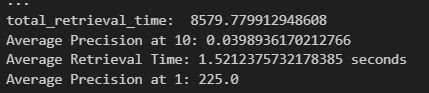 ...
total_retrieval_time:  8579.779912948608
Average Precision at 10: 0.0398936170212766
Average Retrieval Time: 1.5212375732178385 seconds
Average Precision at 1: 225.0